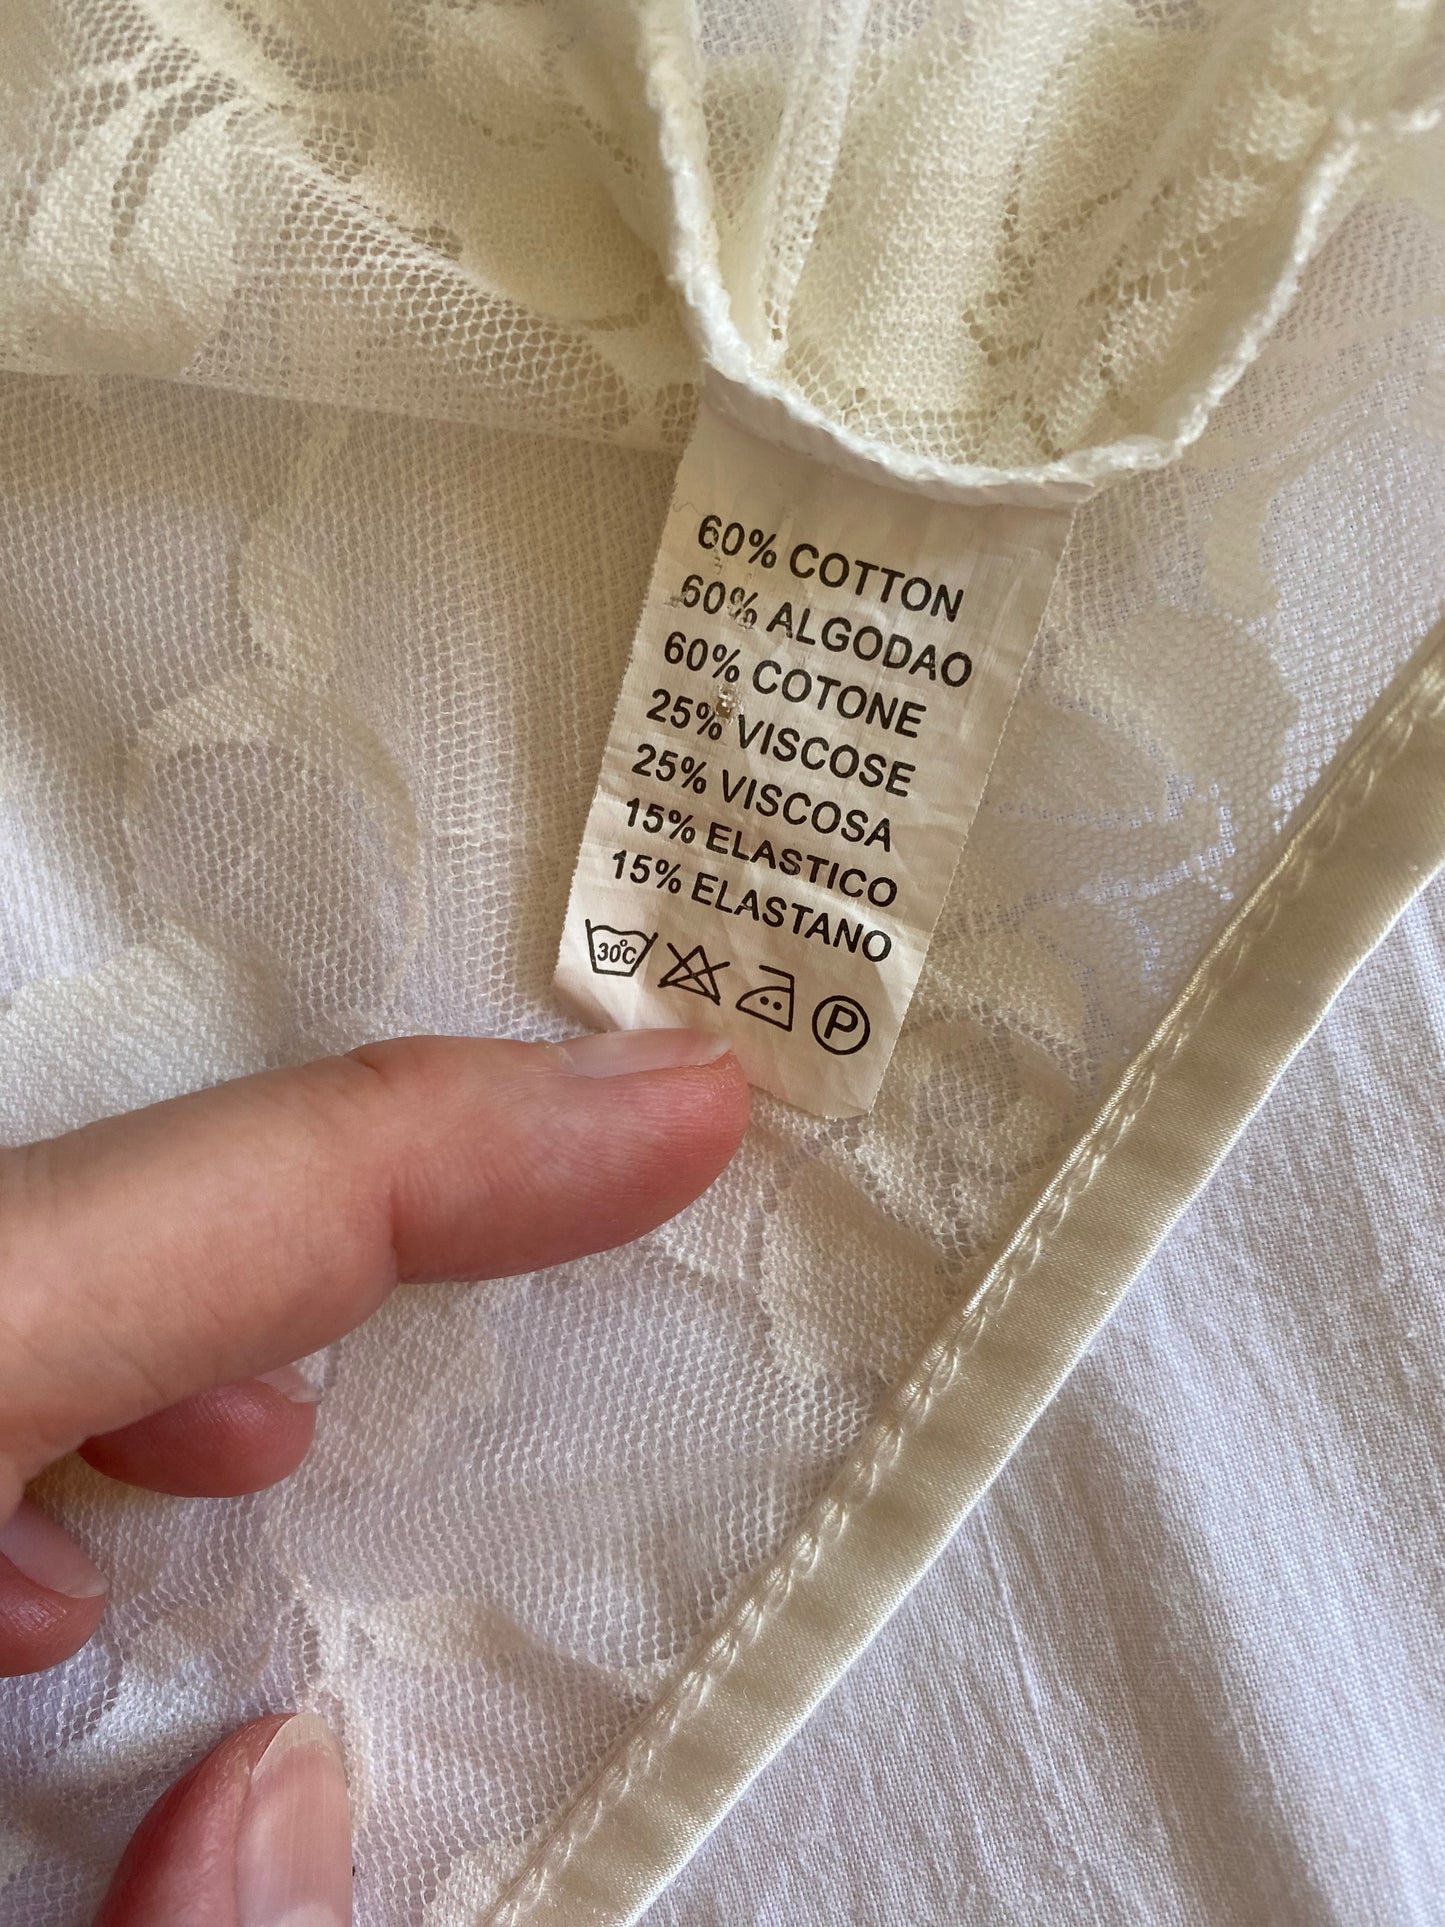 60% COTTON
60% ALGODAO
60% COTONE
25% VISCOSE
25% VISCOSA
15% ELASTICO
15% ELASTANO
30°C P